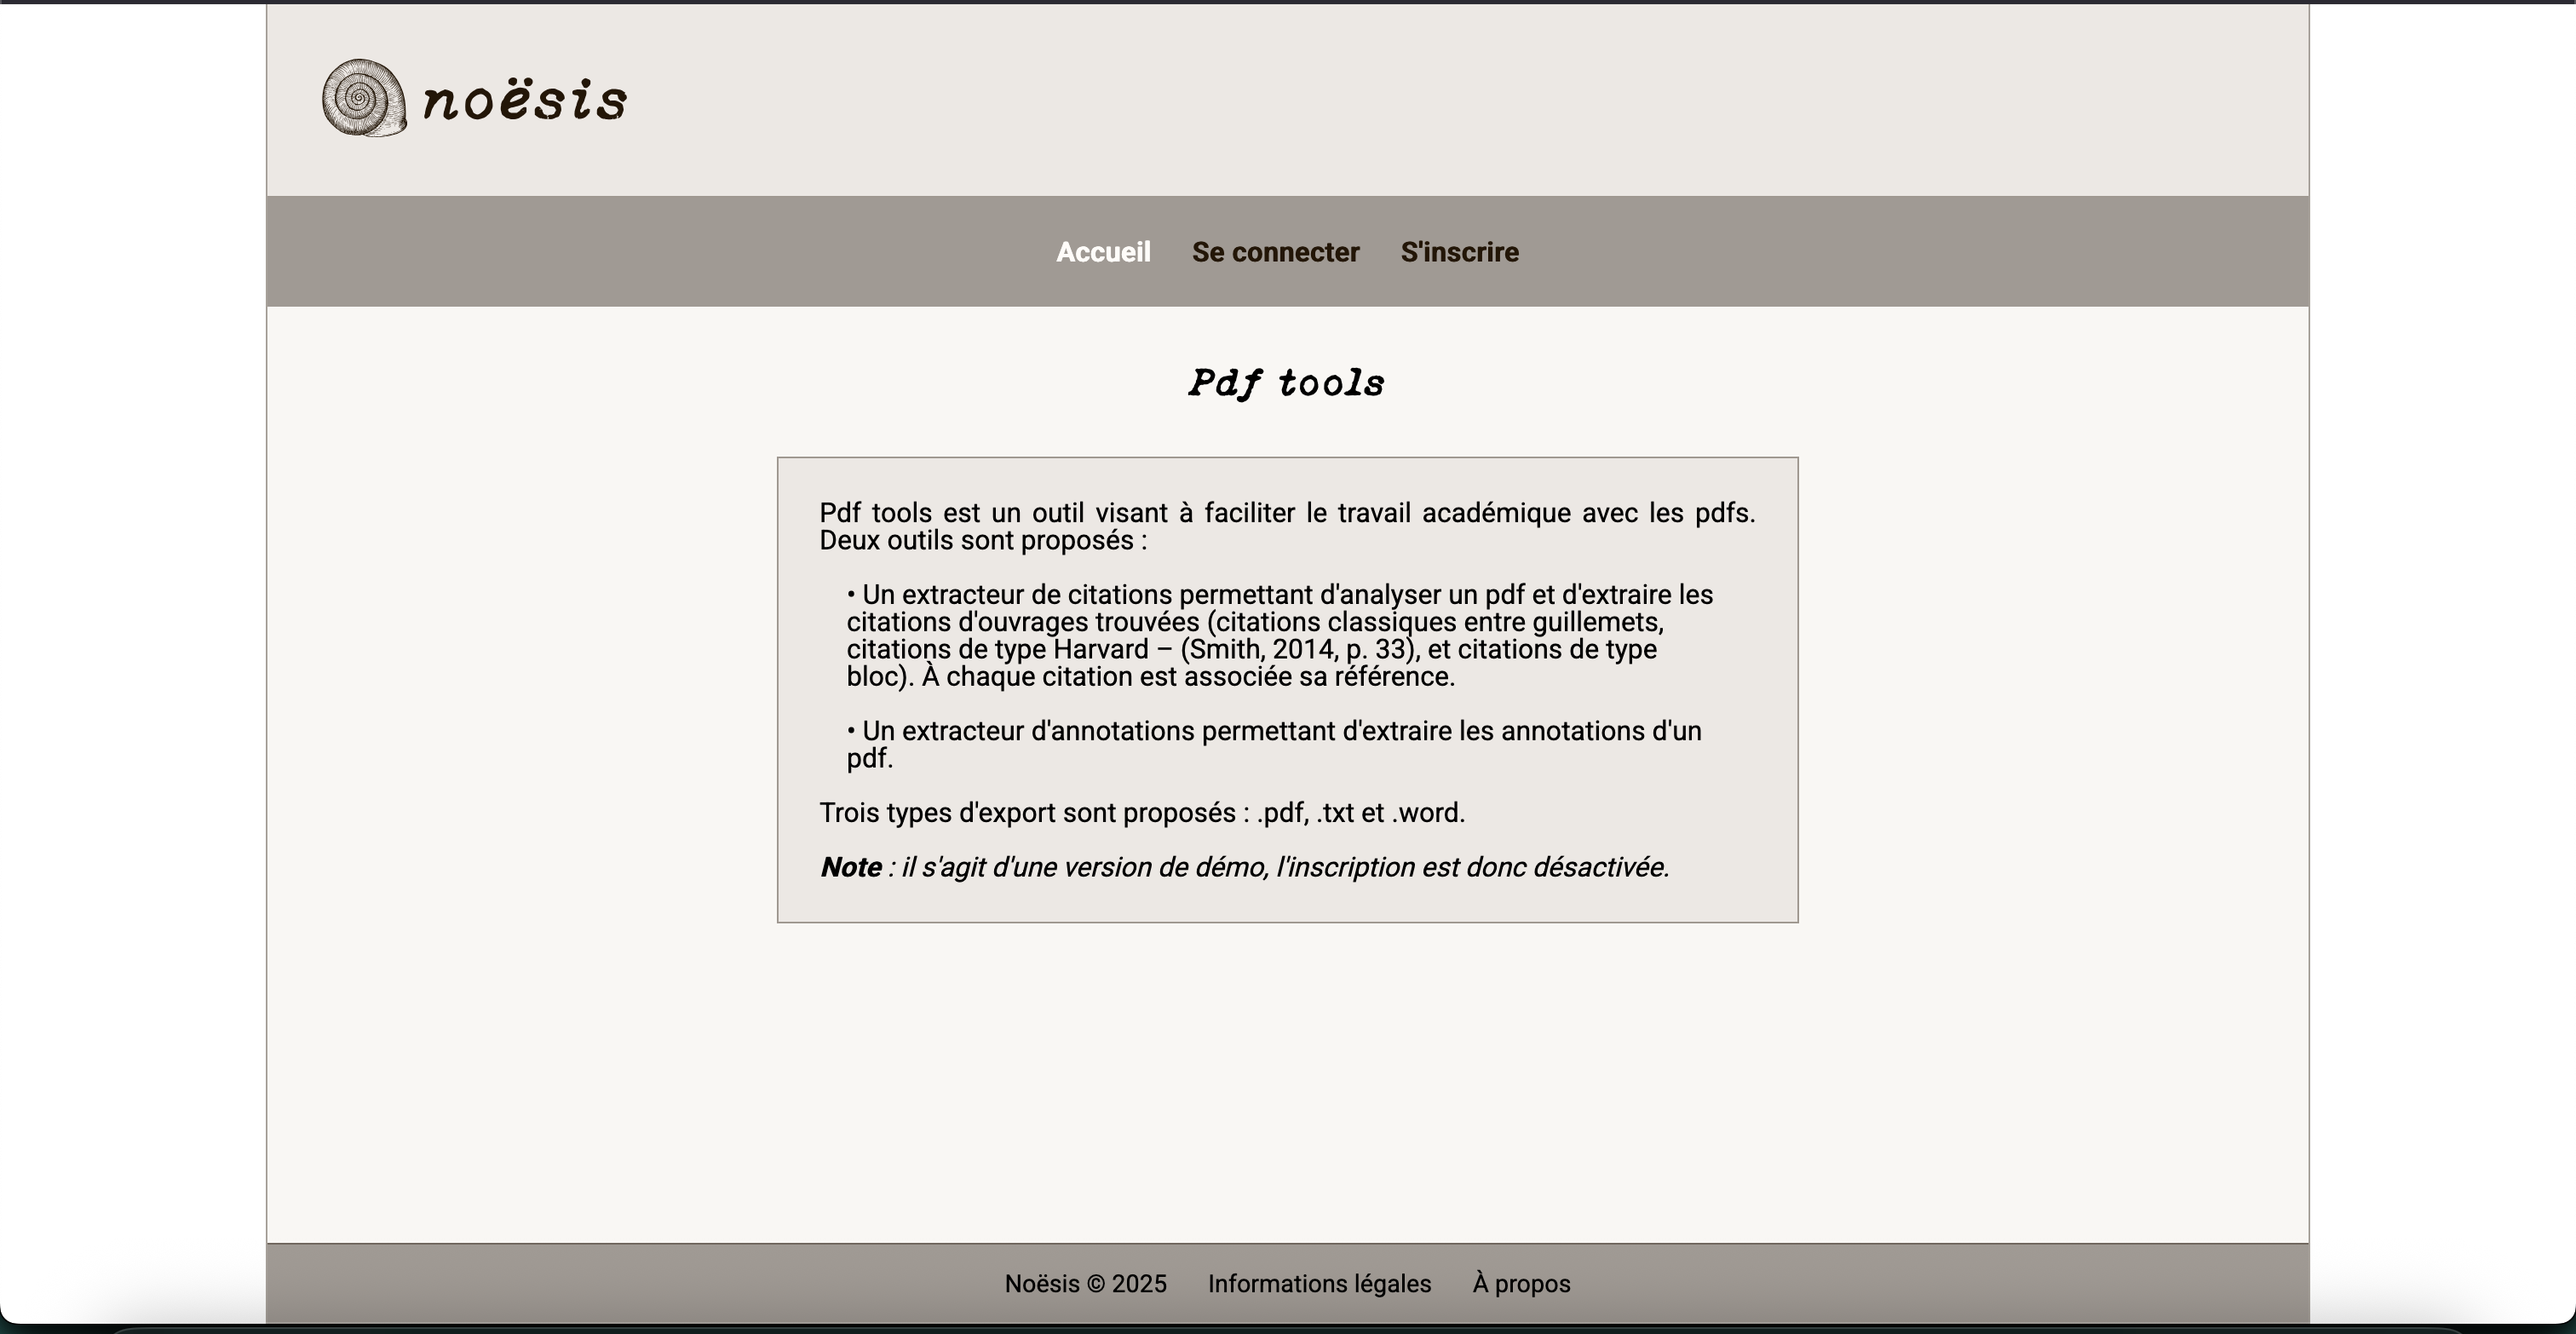 noësis
Accueil Se connecter S'inscrire
Pdf tools
Pdf tools est un outil visant à faciliter le travail académique avec les pdfs.
Deux outils sont proposés :
• Un extracteur de citations permettant d'analyser un pdf et d'extraire les
citations d'ouvrages trouvées (citations classiques entre guillemets,
citations de type Harvard – (Smith, 2014, p. 33), et citations de type
bloc). À chaque citation est associée sa référence.
• Un extracteur d'annotations permettant d'extraire les annotations d'un
pdf.
Trois types d'export sont proposés : .pdf, .txt et .word.
Note : il s'agit d'une version de démo, l'inscription est donc désactivée.
Noësis © 2025 Informations légales À propos